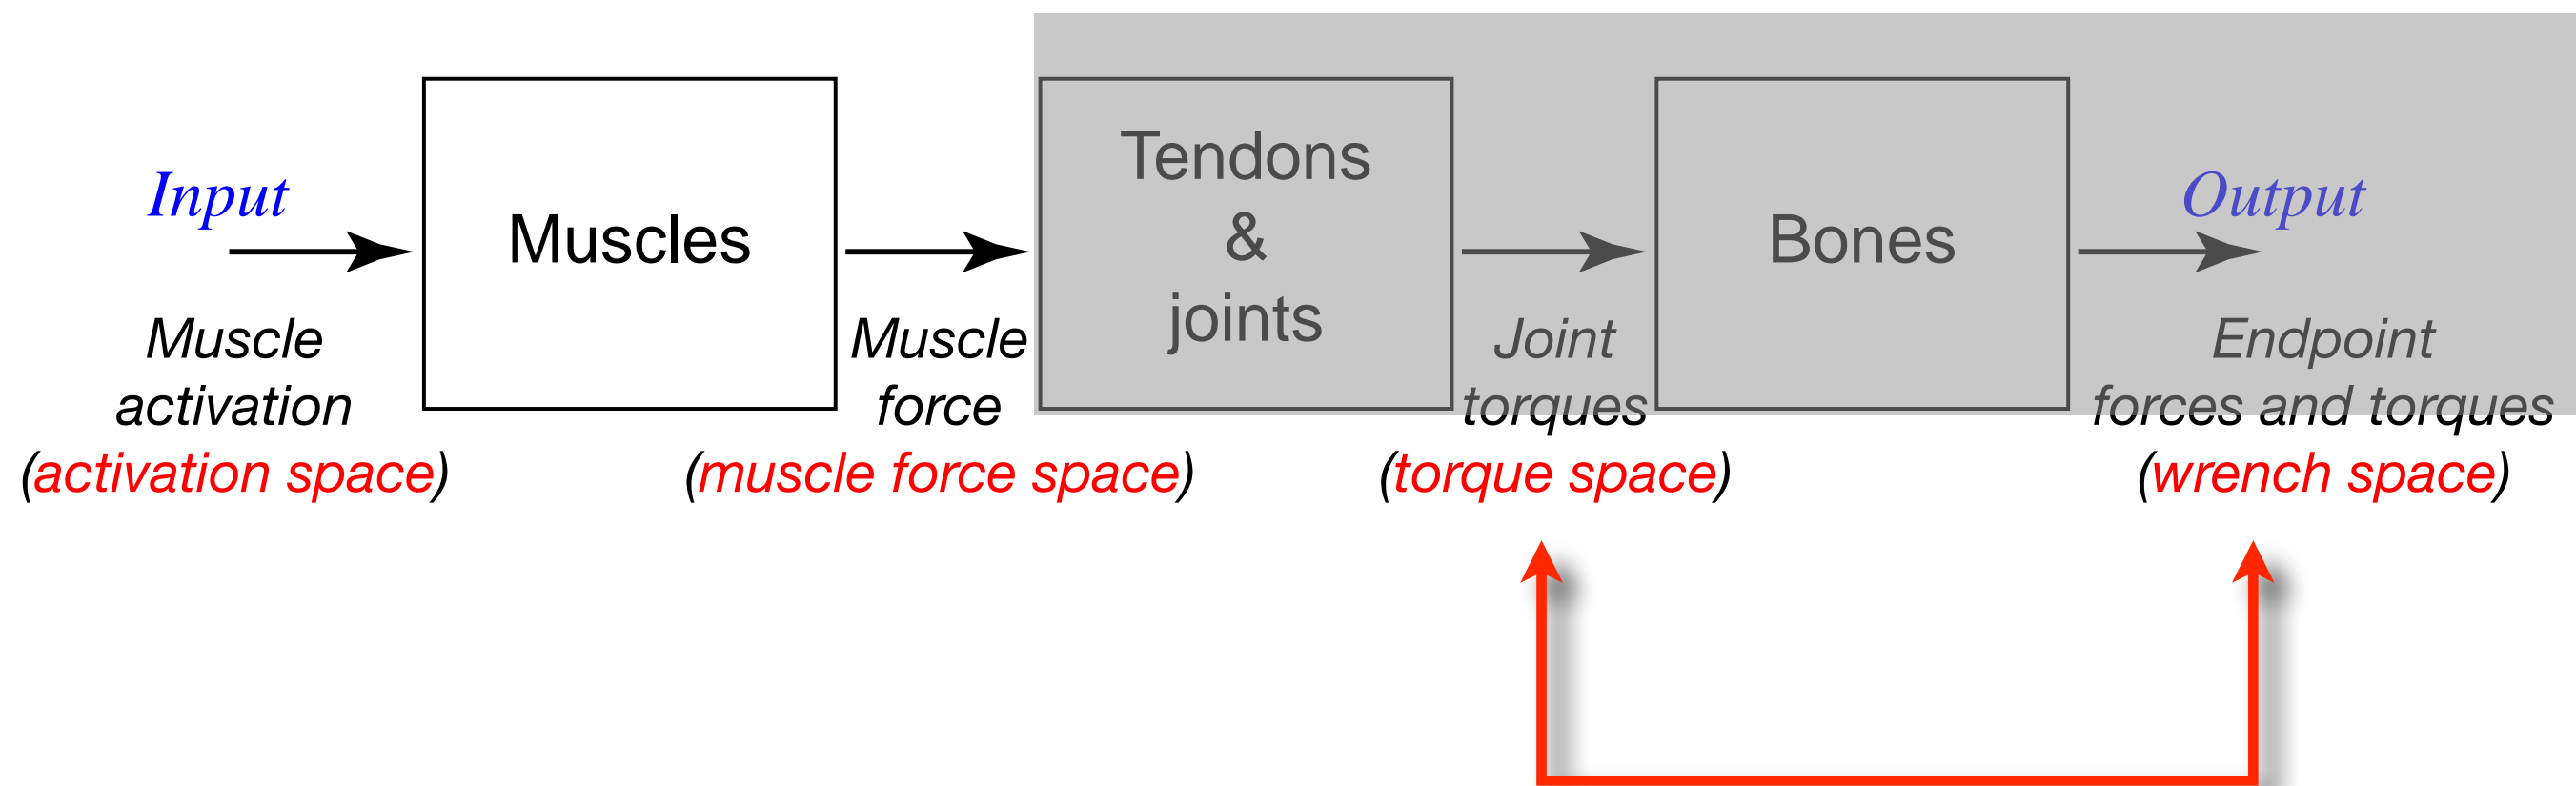 Input
Muscles
Tendons
&
joints
Bones
Output
Muscle
activation
(activation space)
Muscle
force
(muscle force space)
Joint
torques
(torque space)
Endpoint
forces and torques
(wrench space)